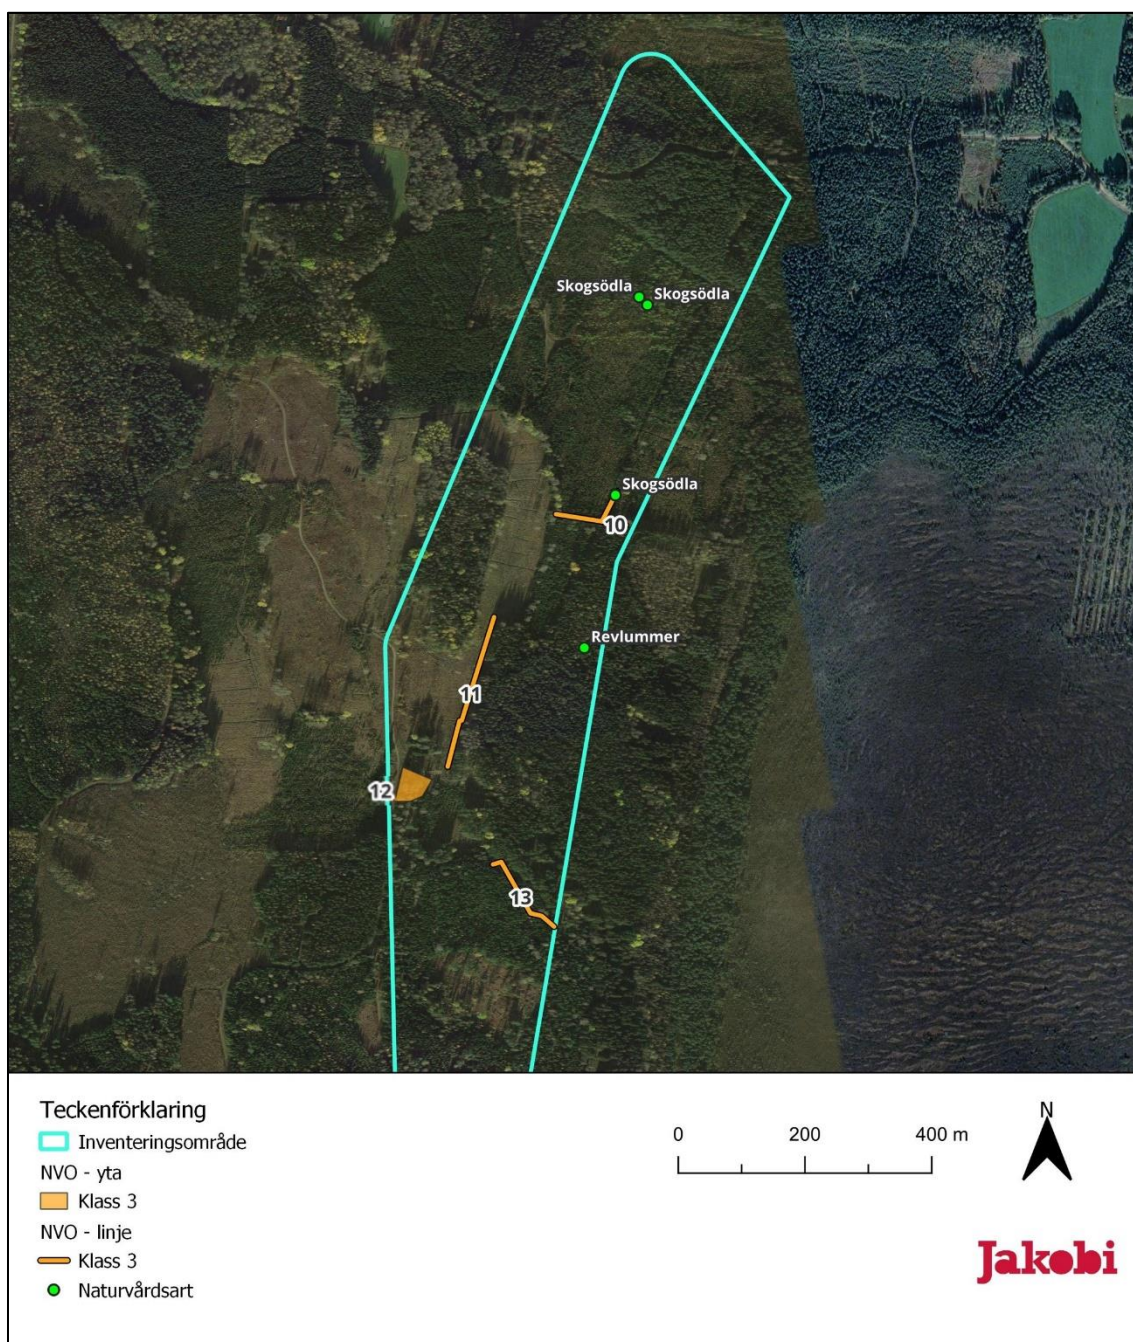 Skogsödla
Skogsödla
Skogsödla
10
Revlummer
11
12
13
Teckenförklaring
Inventeringsområde
NVO - yta
Klass 3
NVO - linje
Klass 3
Naturvårdsart
0 200 400 m
N
Jakobi